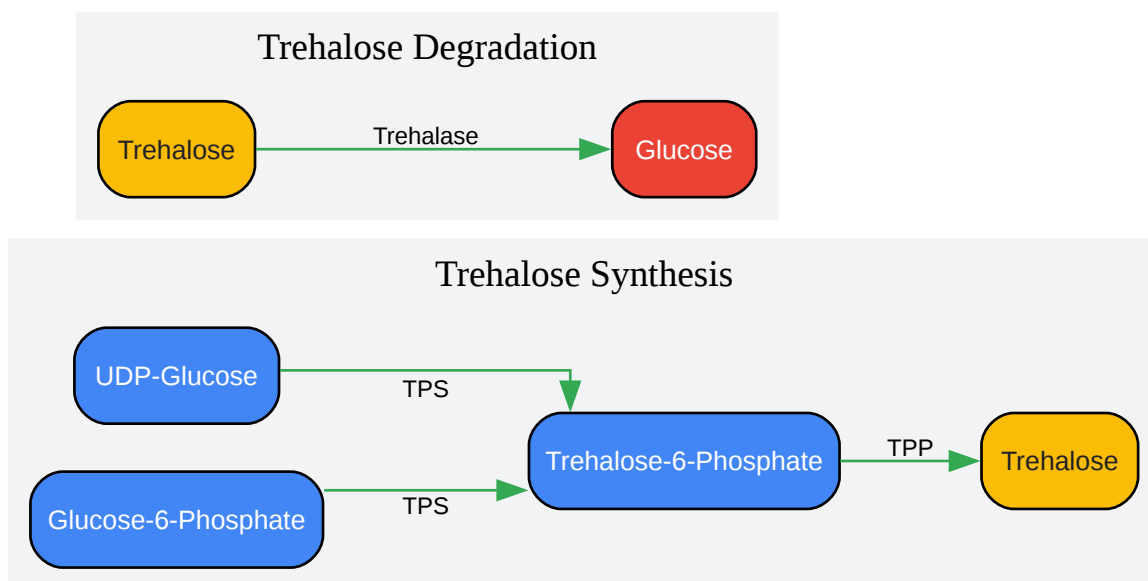 Trehalose Degradation
Trehalose
Trehalase
Glucose
Trehalose Synthesis
UDP-Glucose
TPS
Trehalose-6-Phosphate
TPP
Trehalose
Glucose-6-Phosphate
TPS